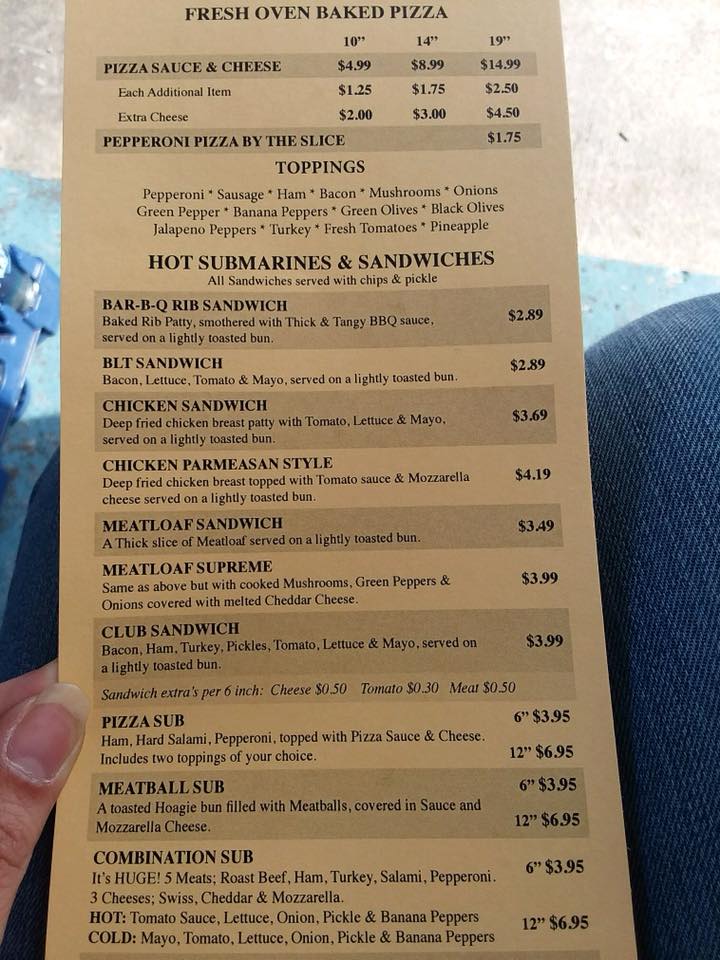 FRESH OVEN BAKED PIZZA
10" 14" 19"
PIZZA SAUCE & CHEESE $4.99 $8.99 $14.99
Each Additional Item $1.25 $1.75 $2.50
Extra Cheese $2.00 $3.00 $4.50
PEPPERONI PIZZA BY THE SLICE $1.75
TOPPINGS
Pepperoni * Sausage * Ham * Bacon * Mushrooms * Onions
Green Pepper * Banana Peppers * Green Olives * Black Olives
Jalapeno Peppers * Turkey * Fresh Tomatoes * Pineapple
HOT SUBMARINES & SANDWICHES
All Sandwiches served with chips & pickle
BAR-B-Q RIB SANDWICH
Baked Rib Patty, smothered with Thick & Tangy BBQ sauce, $2.89
served on a lightly toasted bun.
BLT SANDWICH $2.89
Bacon, Lettuce, Tomato & Mayo, served on a lightly toasted bun.
CHICKEN SANDWICH
Deep fried chicken breast patty with Tomato, Lettuce & Mayo, $3.69
served on a lightly toasted bun.
CHICKEN PARMEASAN STYLE
Deep fried chicken breast topped with Tomato sauce & Mozzarella $4.19
cheese served on a lightly toasted bun.
MEATLOAF SANDWICH $3.49
A Thick slice of Meatloaf served on a lightly toasted bun.
MEATLOAF SUPREME
Same as above but with cooked Mushrooms, Green Peppers & $3.99
Onions covered with melted Cheddar Cheese.
CLUB SANDWICH
Bacon, Ham, Turkey, Pickles, Tomato, Lettuce & Mayo, served on $3.99
a lightly toasted bun.
Sandwich extra's per 6 inch: Cheese $0.50 Tomato $0.30 Meat $0.50
PIZZA SUB 6" $3.95
Ham, Hard Salami, Pepperoni, topped with Pizza Sauce & Cheese.
Includes two toppings of your choice. 12" $6.95
MEATBALL SUB 6" $3.95
A toasted Hoagie bun filled with Meatballs, covered in Sauce and
Mozzarella Cheese. 12" $6.95
COMBINATION SUB
It's HUGE! 5 Meats; Roast Beef, Ham, Turkey, Salami, Pepperoni. 6" $3.95
3 Cheeses; Swiss, Cheddar & Mozzarella.
HOT: Tomato Sauce, Lettuce, Onion, Pickle & Banana Peppers 12" $6.95
COLD: Mayo, Tomato, Lettuce, Onion, Pickle & Banana Peppers